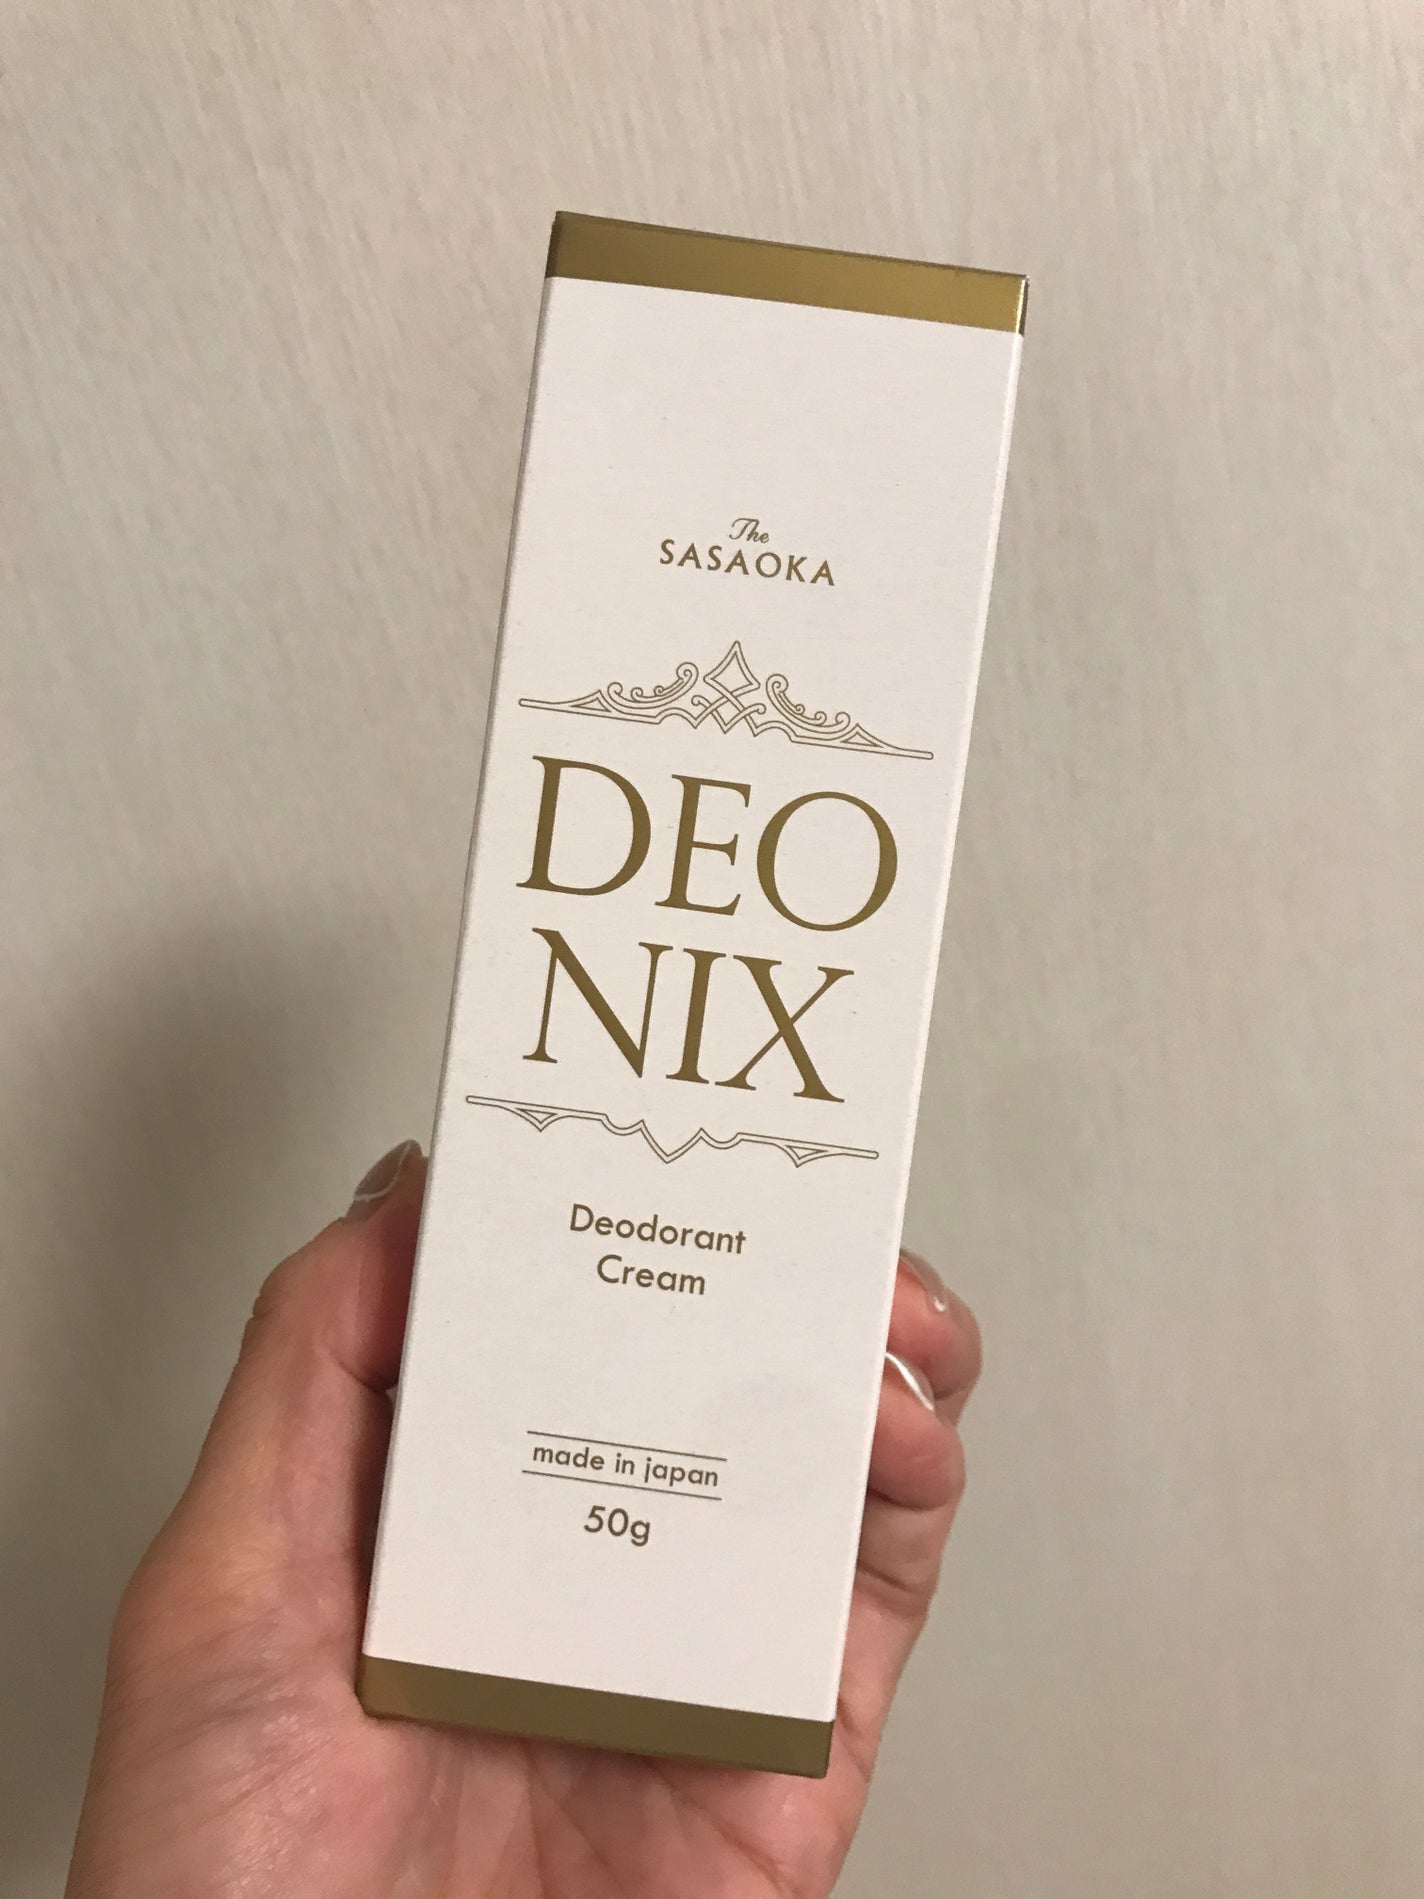 The
SASAOKA
DEO
NIX
Deodorant
Cream
made in japan
50g